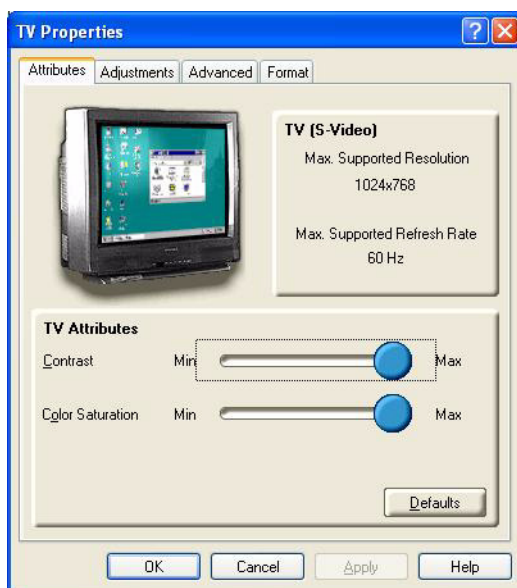 TV Properties
Attributes Adjustments Advanced Format
TV (S-Video)
Max. Supported Resolution
1024x768
Max. Supported Refresh Rate
60 Hz
TV Attributes
Contrast Min Max
Color Saturation Min Max
Defaults
OK Cancel Apply Help